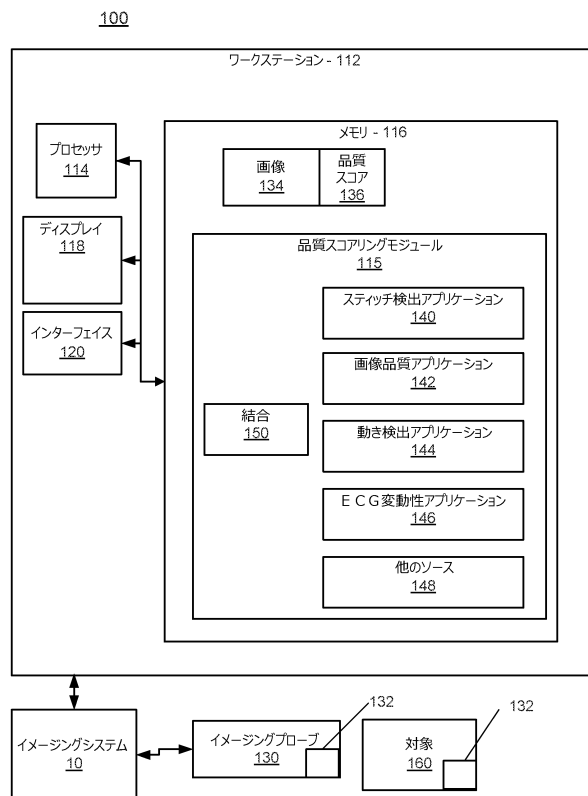 100
ワークステーション - 112
プロセッサ
114
ディスプレイ
118
インターフェイス
120
メモリ - 116
画像
134
品質
スコア
136
品質スコアリングモジュール
115
スティッチ検出アプリケーション
140
画像品質アプリケーション
142
結合
150
動き検出アプリケーション
144
ＥＣＧ変動性アプリケーション
146
他のソース
148
132
132
イメージングシステム
10
イメージングプローブ
130
対象
160